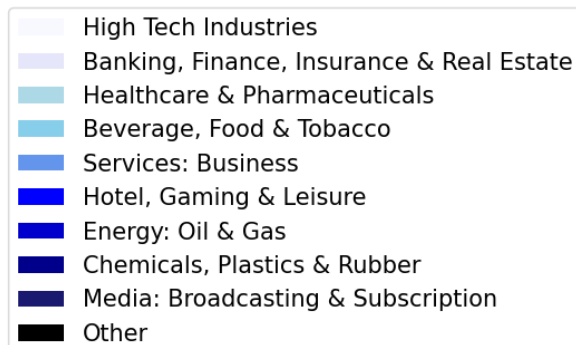 High Tech Industries
Banking, Finance, Insurance & Real Estate
Healthcare & Pharmaceuticals
Beverage, Food & Tobacco
Services: Business
Hotel, Gaming & Leisure
Energy: Oil & Gas
Chemicals, Plastics & Rubber
Media: Broadcasting & Subscription
Other